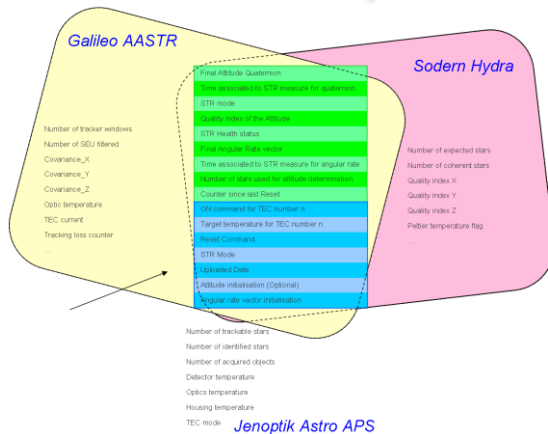 Galileo AASTR
Sodern Hydra
Final Attitude Quaternion
Time associated to STR measure for quaternion
STR mode
Quality Index of the Attitude
STR Health status
Final Angular Rate vector
Time associated to STR measure for angular rate
Number of stars used for attitude determination
Counter since last Reset
ON command for TEC number n
Target temperature for TEC number n
Reset Command
STR Mode
Uploaded Date
Attitude initialisation (Optional)
Angular rate vector initialisation
Number of tracker windows
Number of SEU filtered
Covariance_X
Covariance_Y
Covariance_Z
Optic temperature
TEC current
Tracking loss counter
...
Number of expected stars
Number of coherent stars
Quality index X
Quality index Y
Quality index Z
Pelter temperature flag
...
Number of trackable stars
Number of identified stars
Number of acquired objects
Detector temperature
Optics temperature
Housing temperature
TEC mode
Jenoptik Astro APS